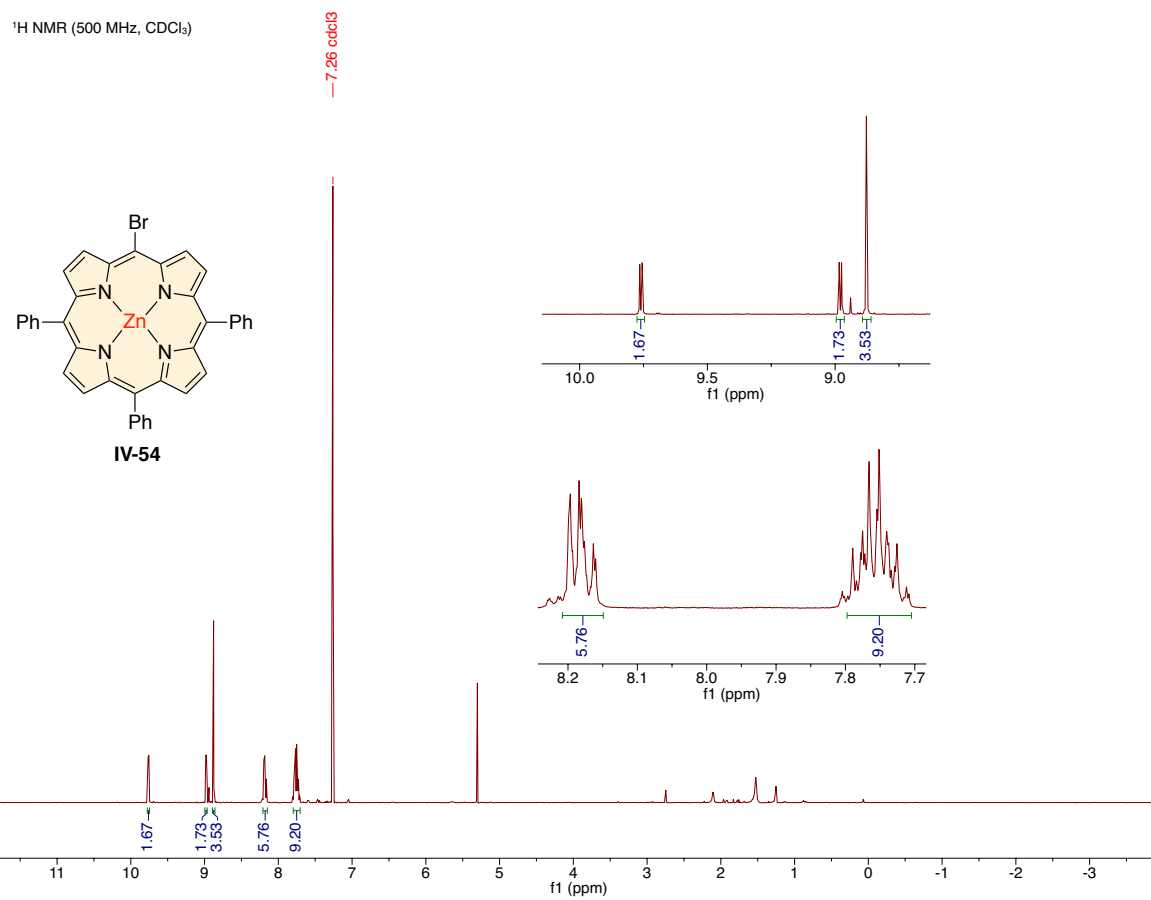 ¹H NMR (500 MHz, CDCl₃)
7.26 cdcl3
Br
N N
Ph Zn Ph
N N
Ph Ph
IV-54
1.67
1.73
3.53
10.0 9.5 9.0
f1 (ppm)
5.76
9.20
8.2 8.1 8.0 7.9 7.8 7.7
f1 (ppm)
1.67
1.73
3.53
5.76
9.20
11 10 9 8 7 6 5 4 3 2 1 0 -1 -2 -3
f1 (ppm)